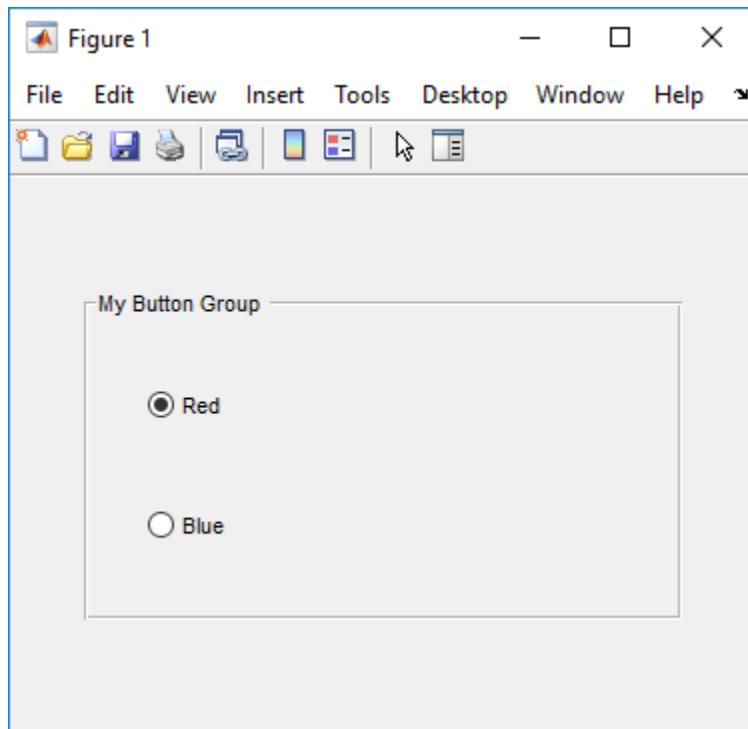 Figure 1
File Edit View Insert Tools Desktop Window Help
My Button Group
Red
Blue